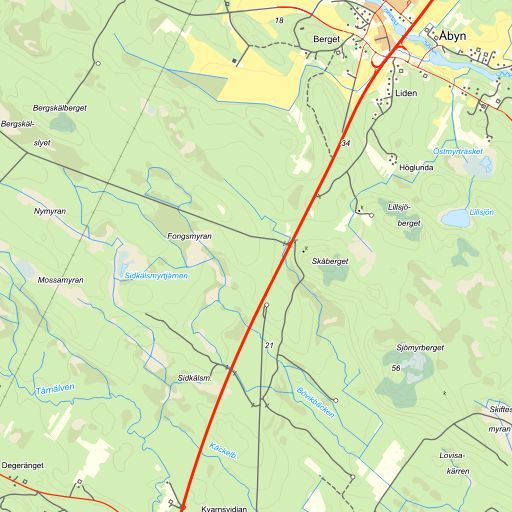 18
Berget
Åbyn
Liden
Bergskälberget
Bergskäl-
slyet
34
Östmyrträsket
Höglunda
Nymyran
Lillsjö-
berget
Lillsjön
Fongsmyran
Sidkälsmyrtjärnen
Skåberget
Mossamyran
21
Sjömyrberget
56
Sidkälsm.
Tämälven
Bovikbäcken
Skiftes
myran
Käckelb
Lovisa-
kärren
Degeränget
Kvarnsvidjan